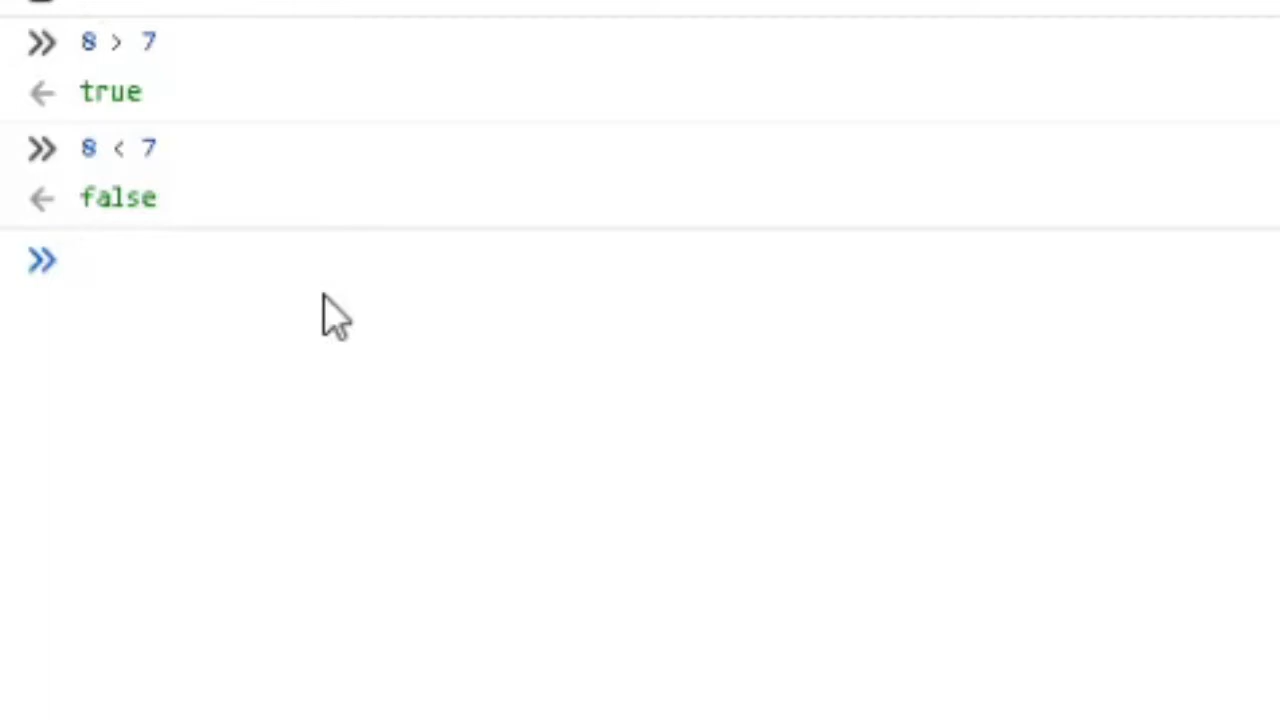 » 8 > 7
← true
» 8 < 7
← false
»